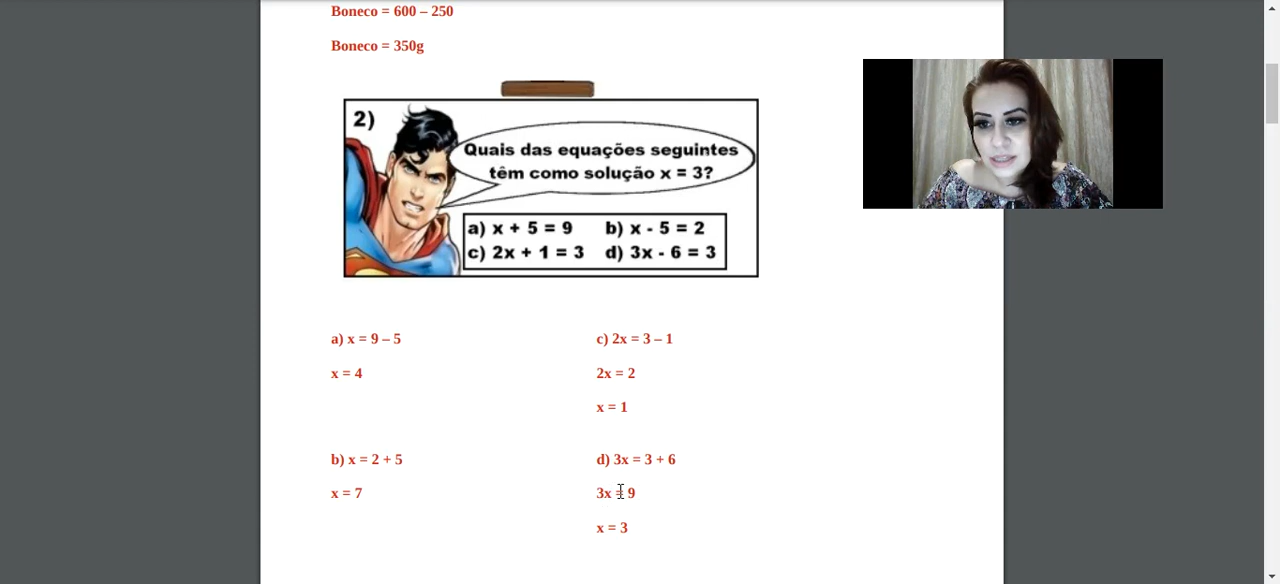 Boneco = 600 – 250
Boneco = 350g
2)
Quais das equações seguintes
têm como solução x = 3?
a) x + 5 = 9 b) x - 5 = 2
c) 2x + 1 = 3 d) 3x - 6 = 3
a) x = 9 – 5
x = 4
c) 2x = 3 – 1
2x = 2
x = 1
b) x = 2 + 5
x = 7
d) 3x = 3 + 6
3x = 9
x = 3